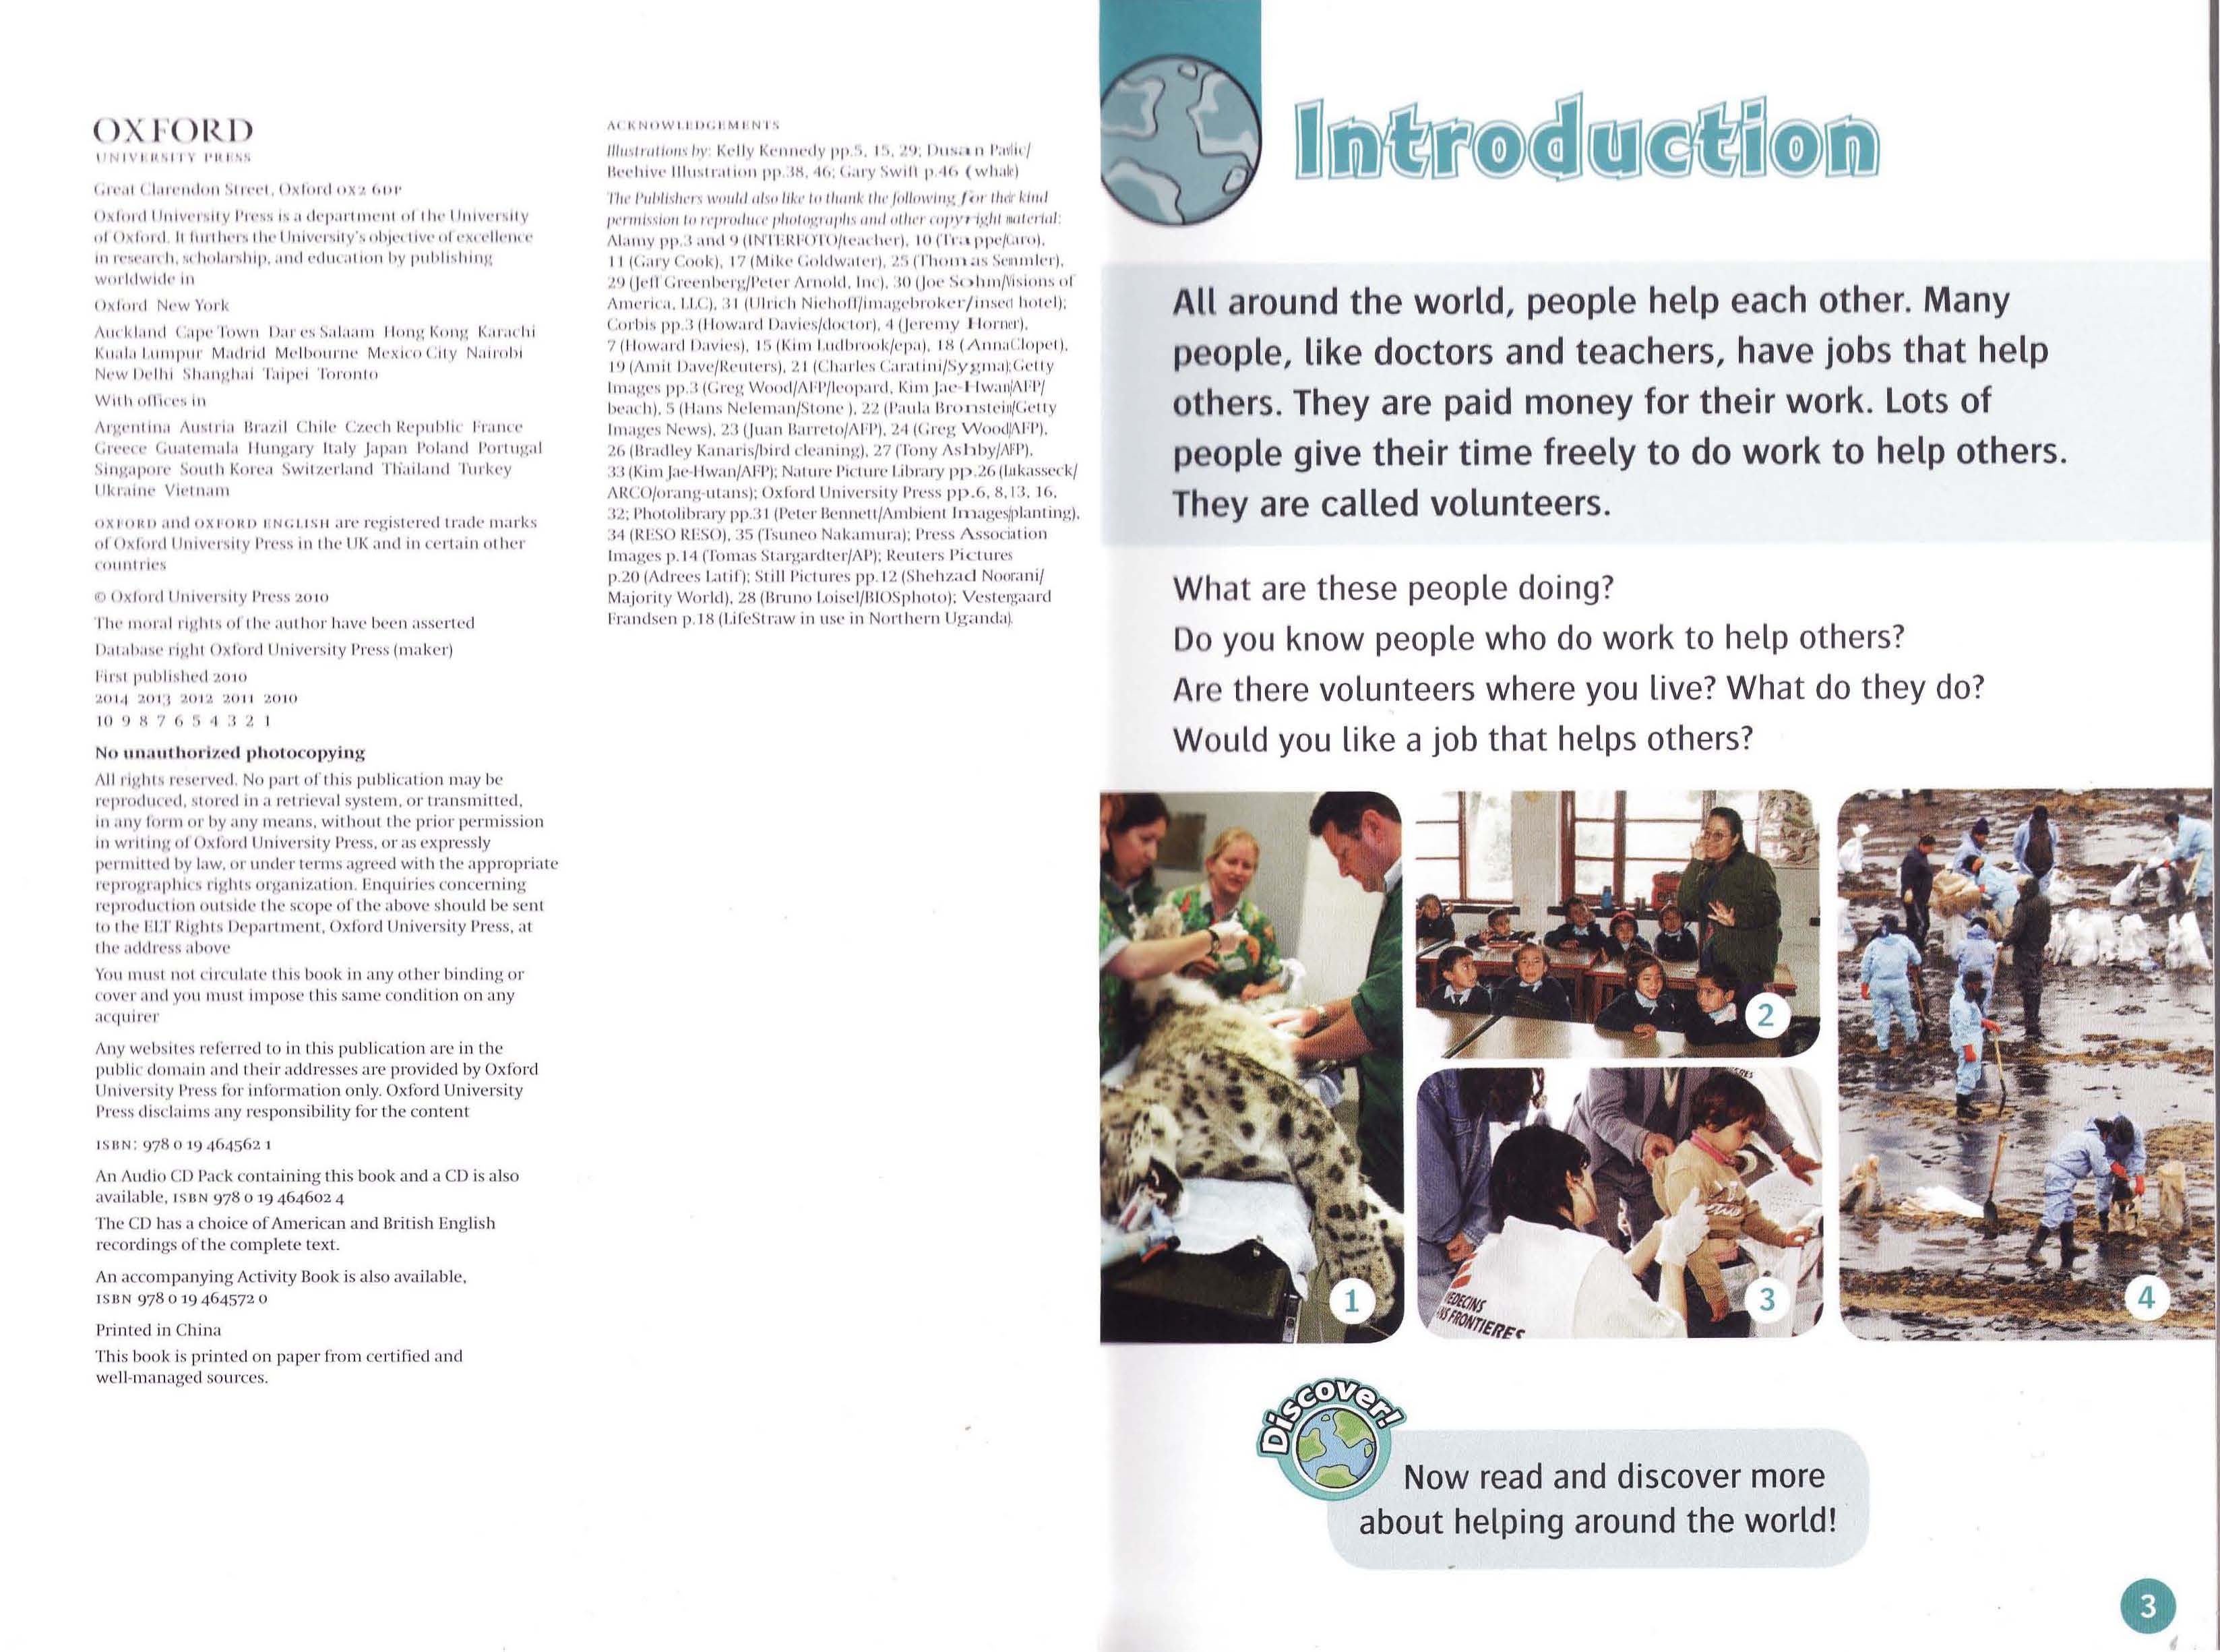 OXFORD
UNIVERSITY PRESS
Great Clarendon Street, Oxford OX2 6DP
Oxford University Press is a department of the University
of Oxford. It furthers the University's objective of excellence
in research, scholarship, and education by publishing
worldwide in
Oxford New York
Auckland Cape Town Dar es Salaam Hong Kong Karachi
Kuala Lumpur Madrid Melbourne Mexico City Nairobi
New Delhi Shanghai Taipei Toronto
With offices in
Argentina Austria Brazil Chile Czech Republic France
Greece Guatemala Hungary Italy Japan Poland Portugal
Singapore South Korea Switzerland Thailand Turkey
Ukraine Vietnam
OXFORD and OXFORD ENGLISH are registered trade marks
of Oxford University Press in the UK and in certain other
countries
© Oxford University Press 2010
The moral rights of the author have been asserted
Database right Oxford University Press (maker)
First published 2010
2014 2013 2012 2011 2010
10 9 8 7 6 5 4 3 2 1
No unauthorized photocopying
All rights reserved. No part of this publication may be
reproduced, stored in a retrieval system, or transmitted,
in any form or by any means, without the prior permission
in writing of Oxford University Press, or as expressly
permitted by law, or under terms agreed with the appropriate
reprographics rights organization. Enquiries concerning
reproduction outside the scope of the above should be sent
to the ELT Rights Department, Oxford University Press, at
the address above
You must not circulate this book in any other binding or
cover and you must impose this same condition on any
acquirer
Any websites referred to in this publication are in the
public domain and their addresses are provided by Oxford
University Press for information only. Oxford University
Press disclaims any responsibility for the content
ISBN: 978 0 19 464562 1
An Audio CD Pack containing this book and a CD is also
available, ISBN 978 0 19 464602 4
The CD has a choice of American and British English
recordings of the complete text.
An accompanying Activity Book is also available,
ISBN 978 0 19 464572 0
Printed in China
This book is printed on paper from certified and
well-managed sources.
ACKNOWLEDGEMENTS
Illustrations by: Kelly Kennedy pp.5, 15, 29; Dusan Pavlic/
Beehive Illustration pp.38, 46; Gary Swift p.46 (whale)
The Publishers would also like to thank the following for their kind
permission to reproduce photographs and other copyright material:
Alamy pp.3 and 9 (INTERFOTO/teacher), 10 (Trappe/Caro),
11 (Gary Cook), 17 (Mike Goldwater), 25 (Thomas Semmler),
29 (Jeff Greenberg/Peter Arnold, Inc), 30 (Joe Sohm/Visions of
America, LLC), 31 (Ulrich Niehoff/imagebroker/insect hotel);
Corbis pp.3 (Howard Davies/doctor), 4 (Jeremy Horner),
7 (Howard Davies), 15 (Kim Ludbrook/epa), 18 (AnnaClopet),
19 (Amit Dave/Reuters), 21 (Charles Caratini/Sygma);Getty
Images pp.3 (Greg Wood/AFP/leopard, Kim Jae-Hwan/AFP/
beach), 5 (Hans Neleman/Stone ), 22 (Paula Bronstein/Getty
Images News), 23 (Juan Barreto/AFP), 24 (Greg Wood/AFP),
26 (Bradley Kanaris/bird cleaning), 27 (Tony Ashby/AFP),
33 (Kim Jae-Hwan/AFP); Nature Picture Library pp.26 (lukasseck/
ARCO/orang-utans); Oxford University Press pp.6, 8,13, 16,
32; Photolibrary pp.31 (Peter Bennett/Ambient Images/planting),
34 (RESO RESO), 35 (Tsuneo Nakamura); Press Association
Images p.14 (Tomas Stargardter/AP); Reuters Pictures
p.20 (Adrees Latif); Still Pictures pp.12 (Shehzad Noorani/
Majority World), 28 (Bruno Loisel/BIOSphoto); Vestergaard
Frandsen p.18 (LifeStraw in use in Northern Uganda).
Introduction
All around the world, people help each other. Many
people, like doctors and teachers, have jobs that help
others. They are paid money for their work. Lots of
people give their time freely to do work to help others.
They are called volunteers.
What are these people doing?
Do you know people who do work to help others?
Are there volunteers where you live? What do they do?
Would you like a job that helps others?
1
2
EDECINS
NS FRONTIERES
3
4
Discover!
Now read and discover more
about helping around the world!
3